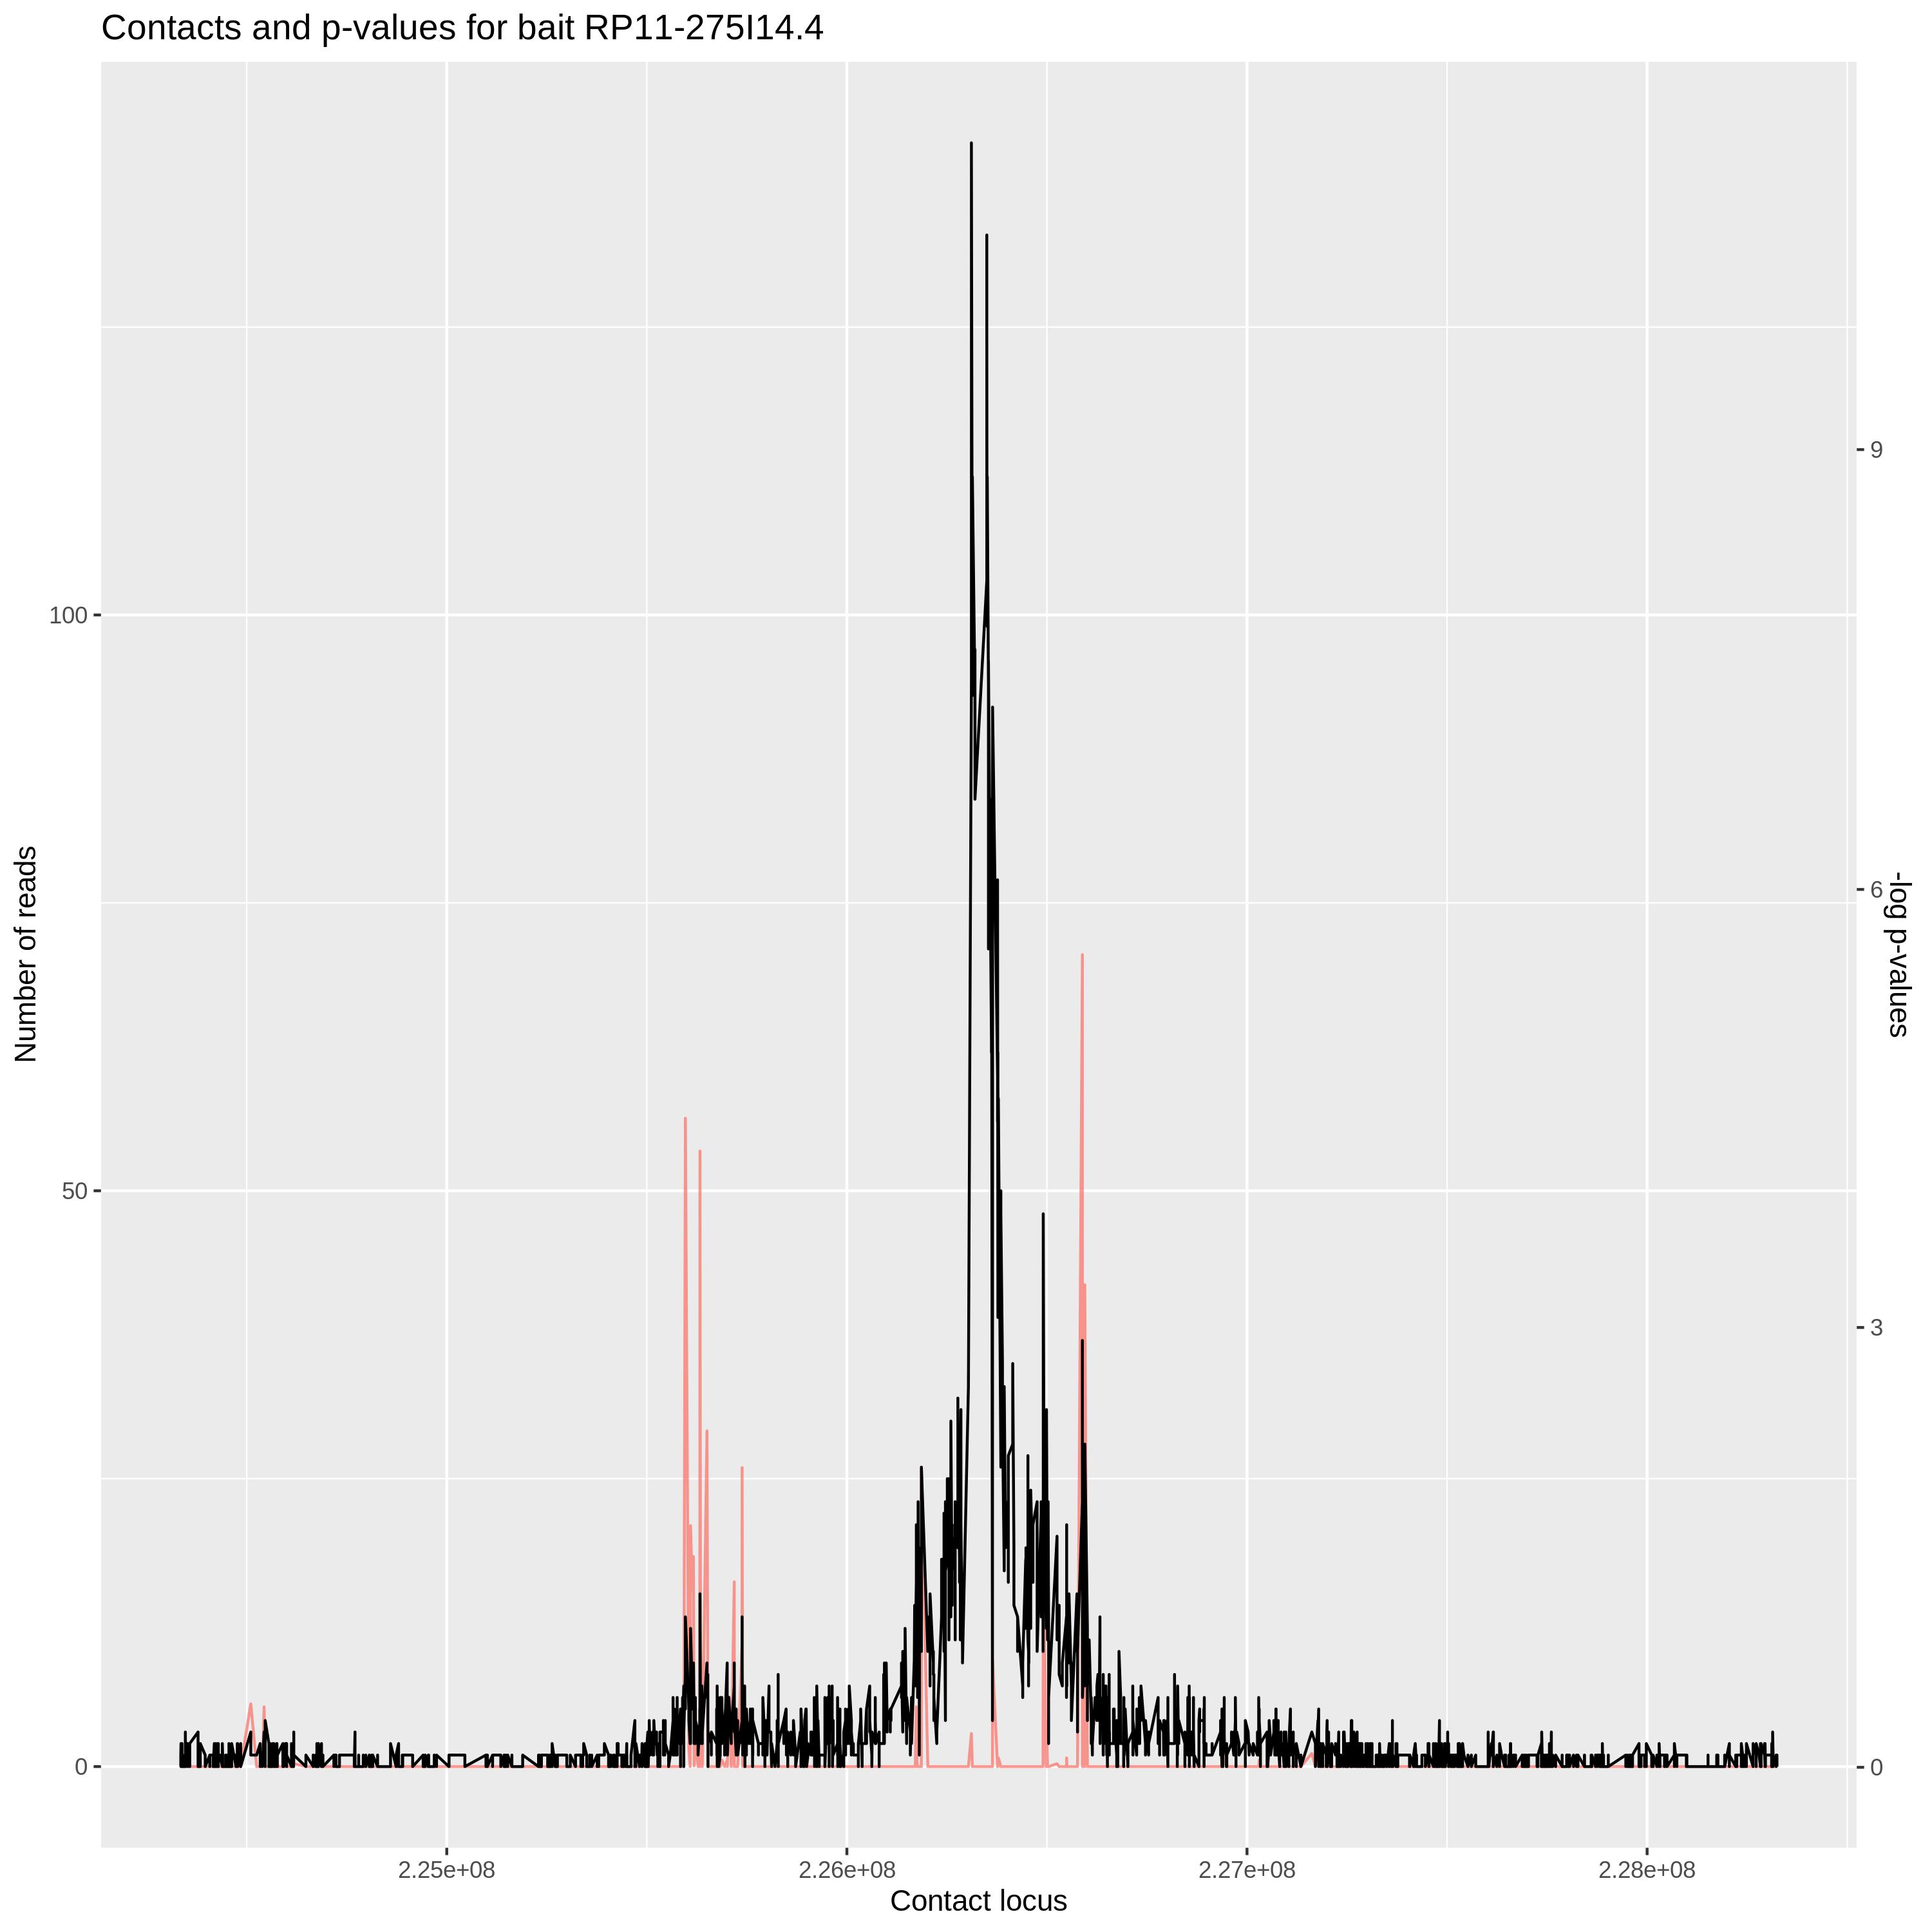 Contacts and p-values for bait RP11-275I14.4
Number of reads
100
50
0
9
6
3
0
-log p-values
2.25e+08
2.26e+08
2.27e+08
2.28e+08
Contact locus